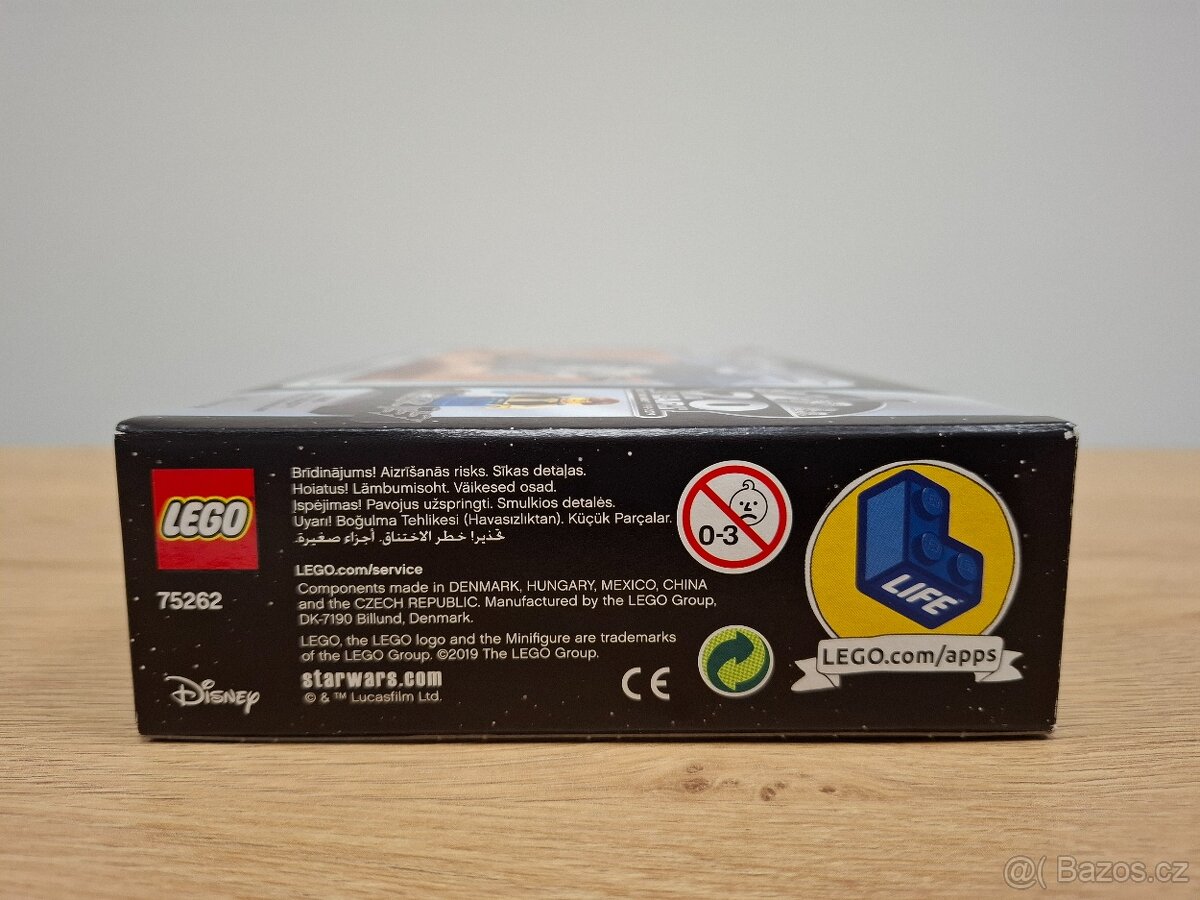 LEGO
75262
DISNEY
Brīdinājums! Aizrīšanās risks. Sīkas detaļas.
Hoiatus! Lämbumisoht. Väikesed osad.
Įspėjimas! Pavojus užspringti. Smulkios detalės.
Uyarı! Boğulma Tehlikesi (Havasızlıktan). Küçük Parçalar.
تحذير! خطر الاختناق. أجزاء صغيرة.
LEGO.com/service
Components made in DENMARK, HUNGARY, MEXICO, CHINA
and the CZECH REPUBLIC. Manufactured by the LEGO Group,
DK-7190 Billund, Denmark.
LEGO, the LEGO logo and the Minifigure are trademarks
of the LEGO Group. ©2019 The LEGO Group.
starwars.com
© & ™ Lucasfilm Ltd.
0-3
CE
LIFE™
LEGO.com/apps
@( Bazos.cz